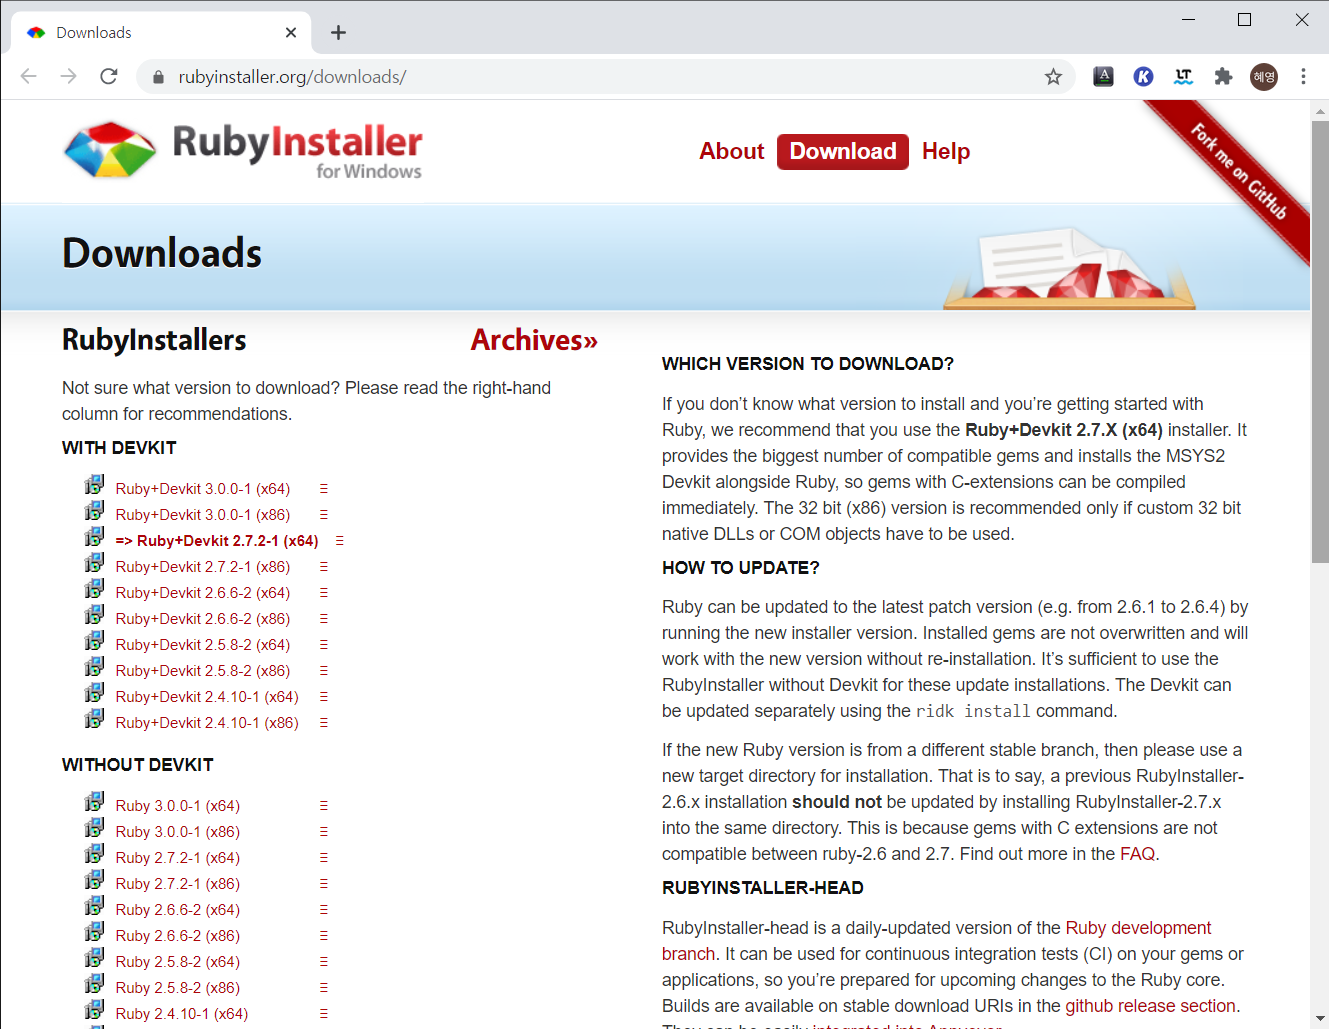 Downloads
rubyinstaller.org/downloads/
혜영
RubyInstaller
for Windows
About Download Help
Fork me on GitHub
Downloads
RubyInstallers
Archives»
Not sure what version to download? Please read the right-hand
column for recommendations.
WITH DEVKIT
Ruby+Devkit 3.0.0-1 (x64)
Ruby+Devkit 3.0.0-1 (x86)
=> Ruby+Devkit 2.7.2-1 (x64)
Ruby+Devkit 2.7.2-1 (x86)
Ruby+Devkit 2.6.6-2 (x64)
Ruby+Devkit 2.6.6-2 (x86)
Ruby+Devkit 2.5.8-2 (x64)
Ruby+Devkit 2.5.8-2 (x86)
Ruby+Devkit 2.4.10-1 (x64)
Ruby+Devkit 2.4.10-1 (x86)
WITHOUT DEVKIT
Ruby 3.0.0-1 (x64)
Ruby 3.0.0-1 (x86)
Ruby 2.7.2-1 (x64)
Ruby 2.7.2-1 (x86)
Ruby 2.6.6-2 (x64)
Ruby 2.6.6-2 (x86)
Ruby 2.5.8-2 (x64)
Ruby 2.5.8-2 (x86)
Ruby 2.4.10-1 (x64)
WHICH VERSION TO DOWNLOAD?
If you don’t know what version to install and you’re getting started with
Ruby, we recommend that you use the Ruby+Devkit 2.7.X (x64) installer. It
provides the biggest number of compatible gems and installs the MSYS2
Devkit alongside Ruby, so gems with C-extensions can be compiled
immediately. The 32 bit (x86) version is recommended only if custom 32 bit
native DLLs or COM objects have to be used.
HOW TO UPDATE?
Ruby can be updated to the latest patch version (e.g. from 2.6.1 to 2.6.4) by
running the new installer version. Installed gems are not overwritten and will
work with the new version without re-installation. It’s sufficient to use the
RubyInstaller without Devkit for these update installations. The Devkit can
be updated separately using the ridk install command.
If the new Ruby version is from a different stable branch, then please use a
new target directory for installation. That is to say, a previous RubyInstaller-
2.6.x installation should not be updated by installing RubyInstaller-2.7.x
into the same directory. This is because gems with C extensions are not
compatible between ruby-2.6 and 2.7. Find out more in the FAQ.
RUBYINSTALLER-HEAD
RubyInstaller-head is a daily-updated version of the Ruby development
branch. It can be used for continuous integration tests (CI) on your gems or
applications, so you’re prepared for upcoming changes to the Ruby core.
Builds are available on stable download URIs in the github release section.
They can be easily integrated into Appveyor.